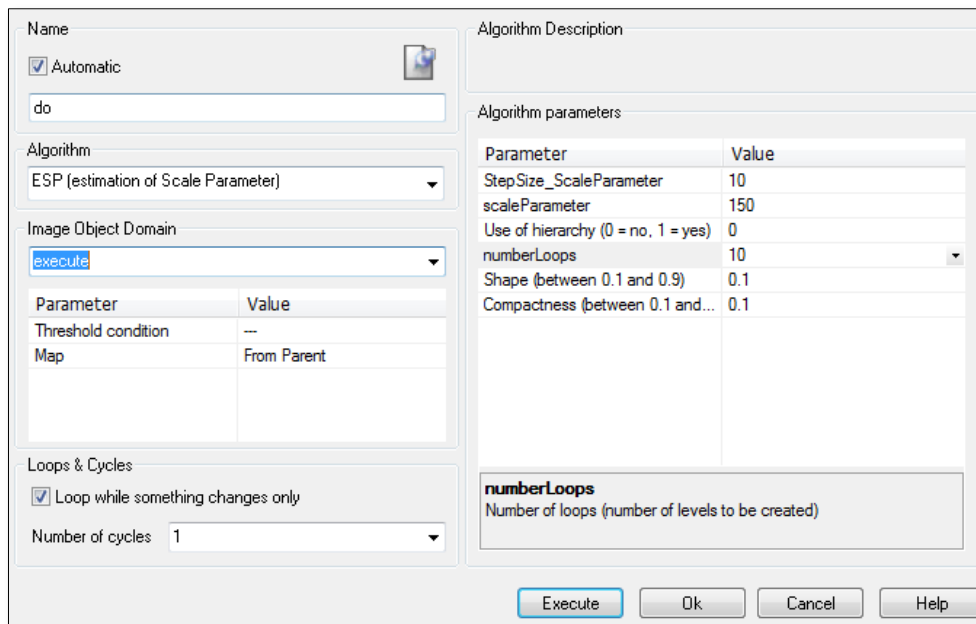 Name
Automatic
do
Algorithm
ESP (estimation of Scale Parameter)
Image Object Domain
execute
Parameter Value
Threshold condition ---
Map From Parent
Loops & Cycles
Loop while something changes only
Number of cycles 1
Algorithm Description
Algorithm parameters
Parameter Value
StepSize_ScaleParameter 10
scaleParameter 150
Use of hierarchy (0 = no, 1 = yes) 0
numberLoops 10
Shape (between 0.1 and 0.9) 0.1
Compactness (between 0.1 and... 0.1
numberLoops
Number of loops (number of levels to be created)
Execute Ok Cancel Help